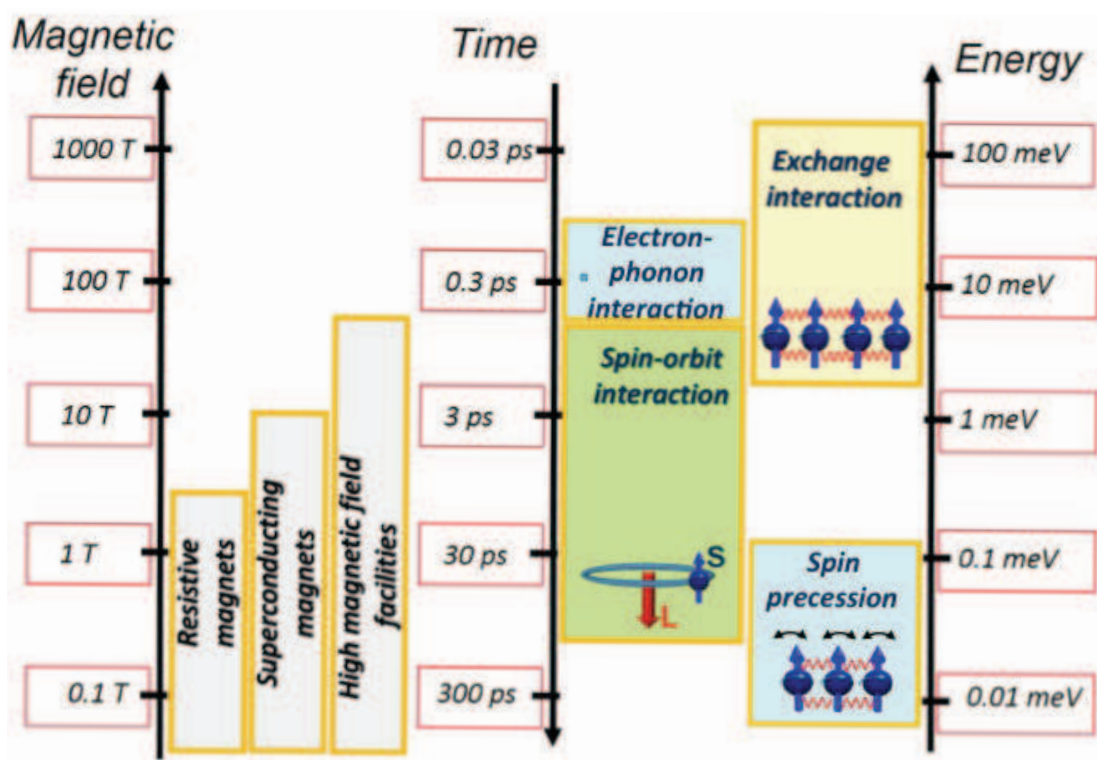 Magnetic
field
1000 T
100 T
10 T
1 T
0.1 T
Resistive
magnets
Superconducting
magnets
High magnetic field
facilities
Time
0.03 ps
0.3 ps
3 ps
30 ps
300 ps
Electron-
phonon
interaction
Spin-orbit
interaction
S
L
Exchange
interaction
Spin
precession
Energy
100 meV
10 meV
1 meV
0.1 meV
0.01 meV